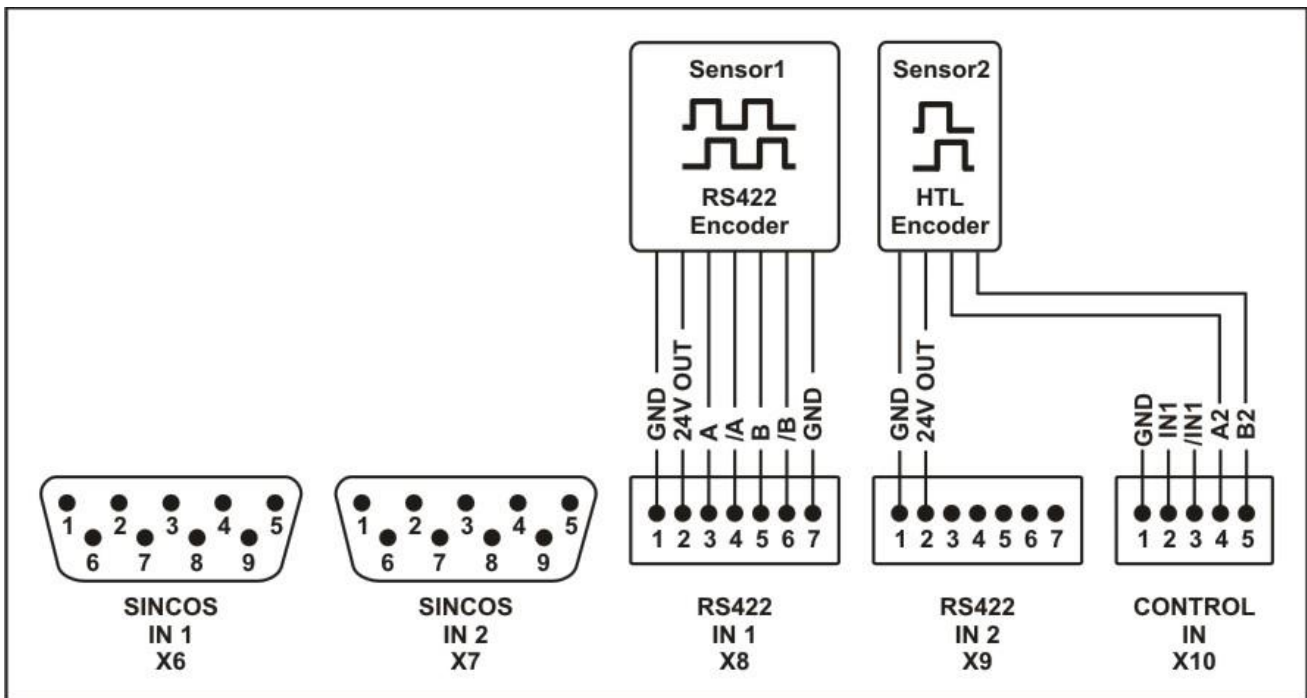 Sensor1
RS422
Encoder
Sensor2
HTL
Encoder
GND
24V OUT
A
/A
B
/B
GND
GND
24V OUT
GND
IN1
/IN1
A2
B2
1 2 3 4 5
6 7 8 9
1 2 3 4 5
6 7 8 9
1 2 3 4 5 6 7
1 2 3 4 5 6 7
1 2 3 4 5
SINCOS
IN 1
X6
SINCOS
IN 2
X7
RS422
IN 1
X8
RS422
IN 2
X9
CONTROL
IN
X10